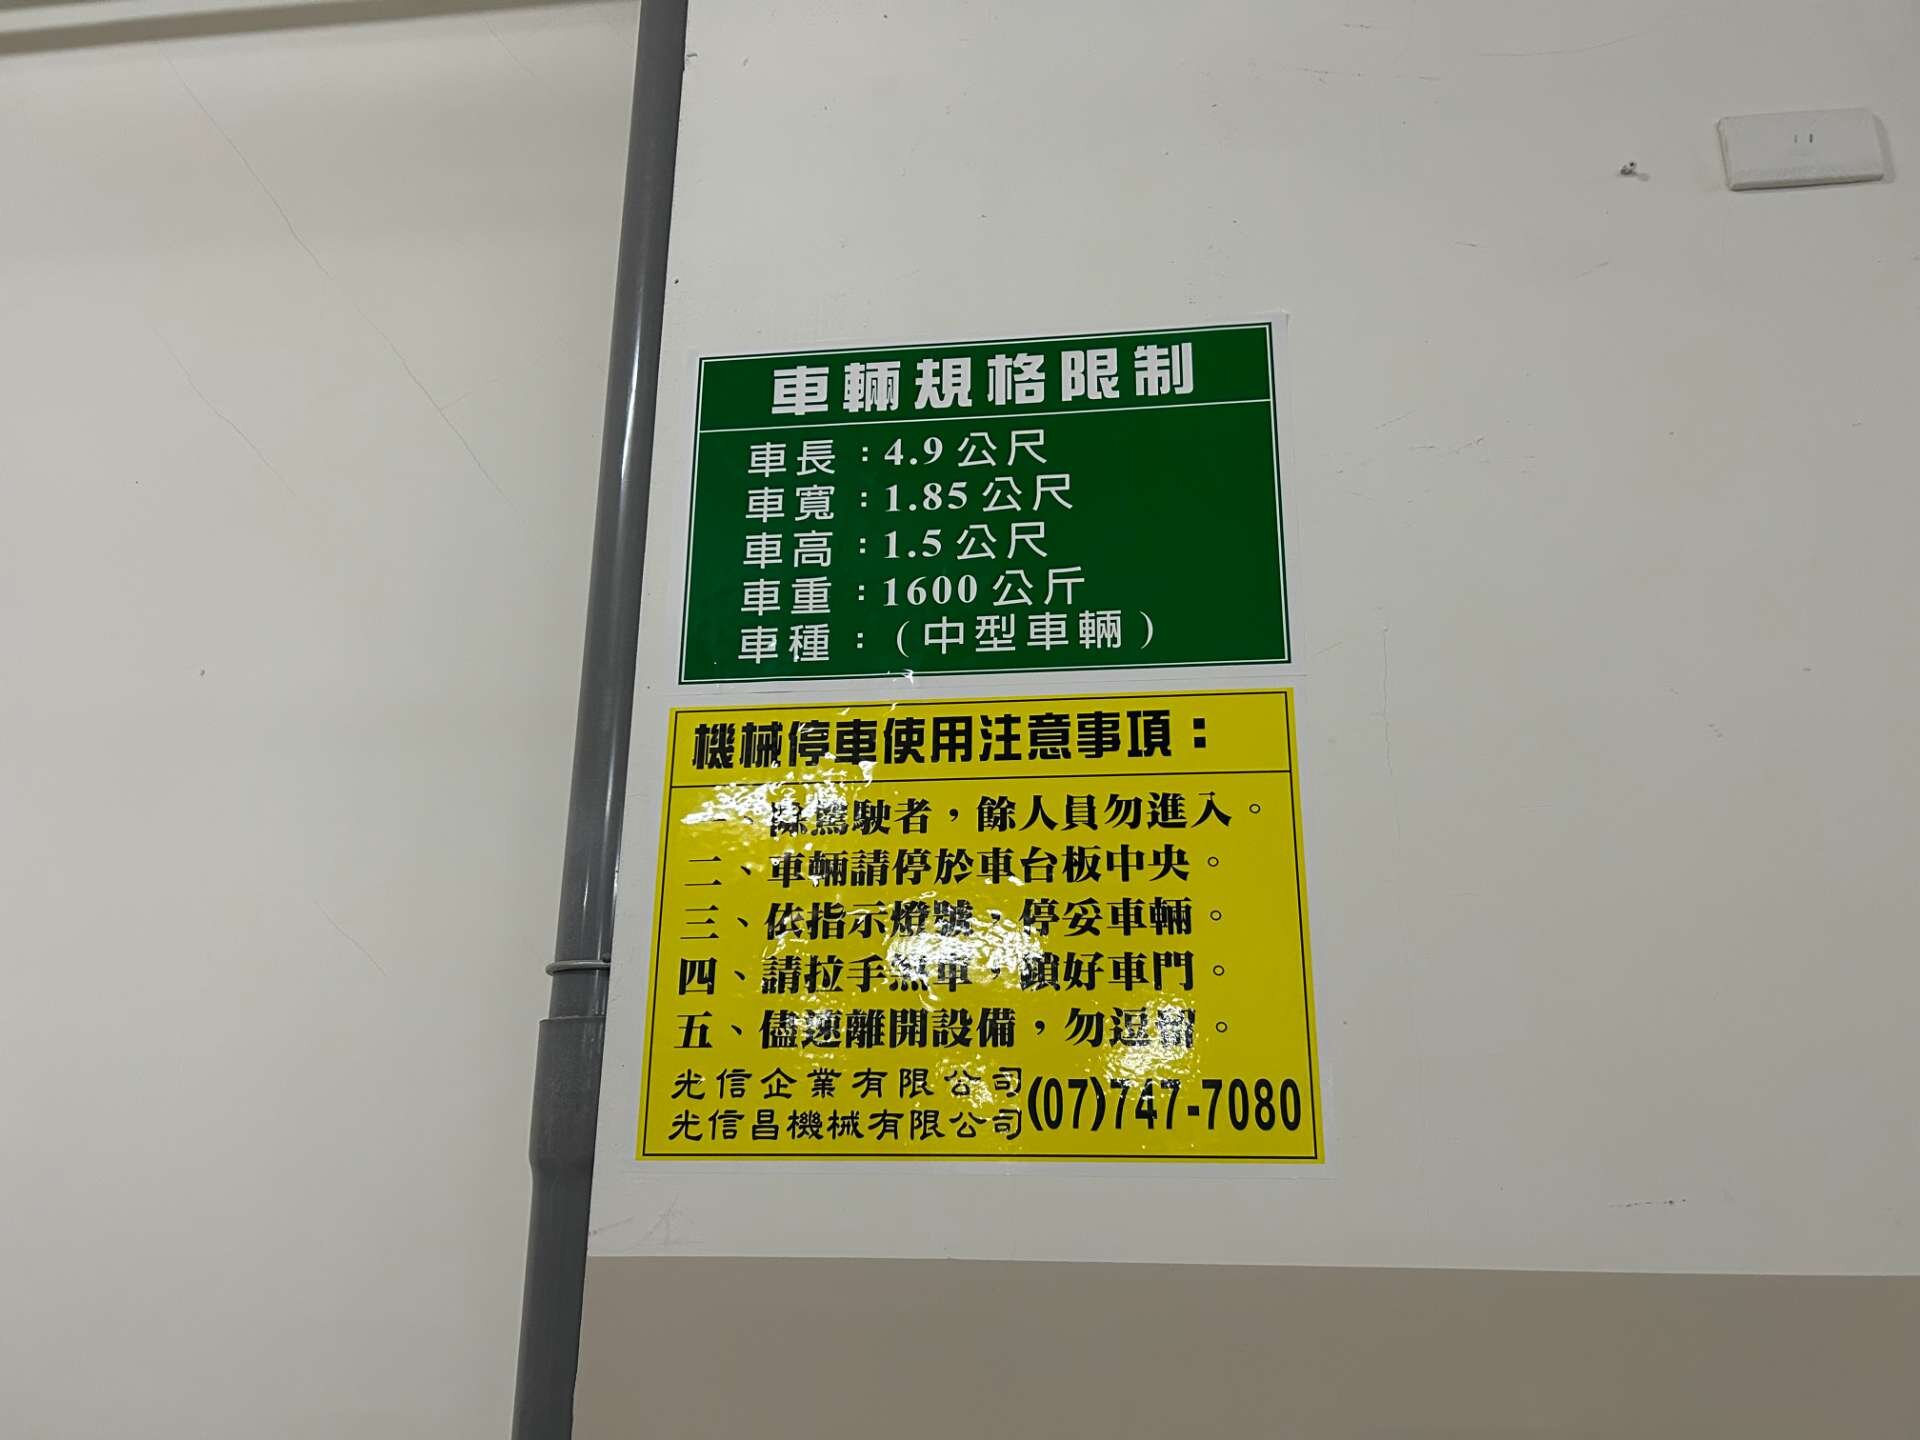 車輛規格限制
車長：4.9公尺
車寬：1.85公尺
車高：1.5公尺
車重：1600公斤
車種：（中型車輛）
機械停車使用注意事項：
一、除駕駛者，餘人員勿進入。
二、車輛請停於車台板中央。
三、依指示燈號，停妥車輛。
四、請拉手煞車，鎖好車門。
五、儘速離開設備，勿逗留。
光信企業有限公司
光信昌機械有限公司(07)747-7080